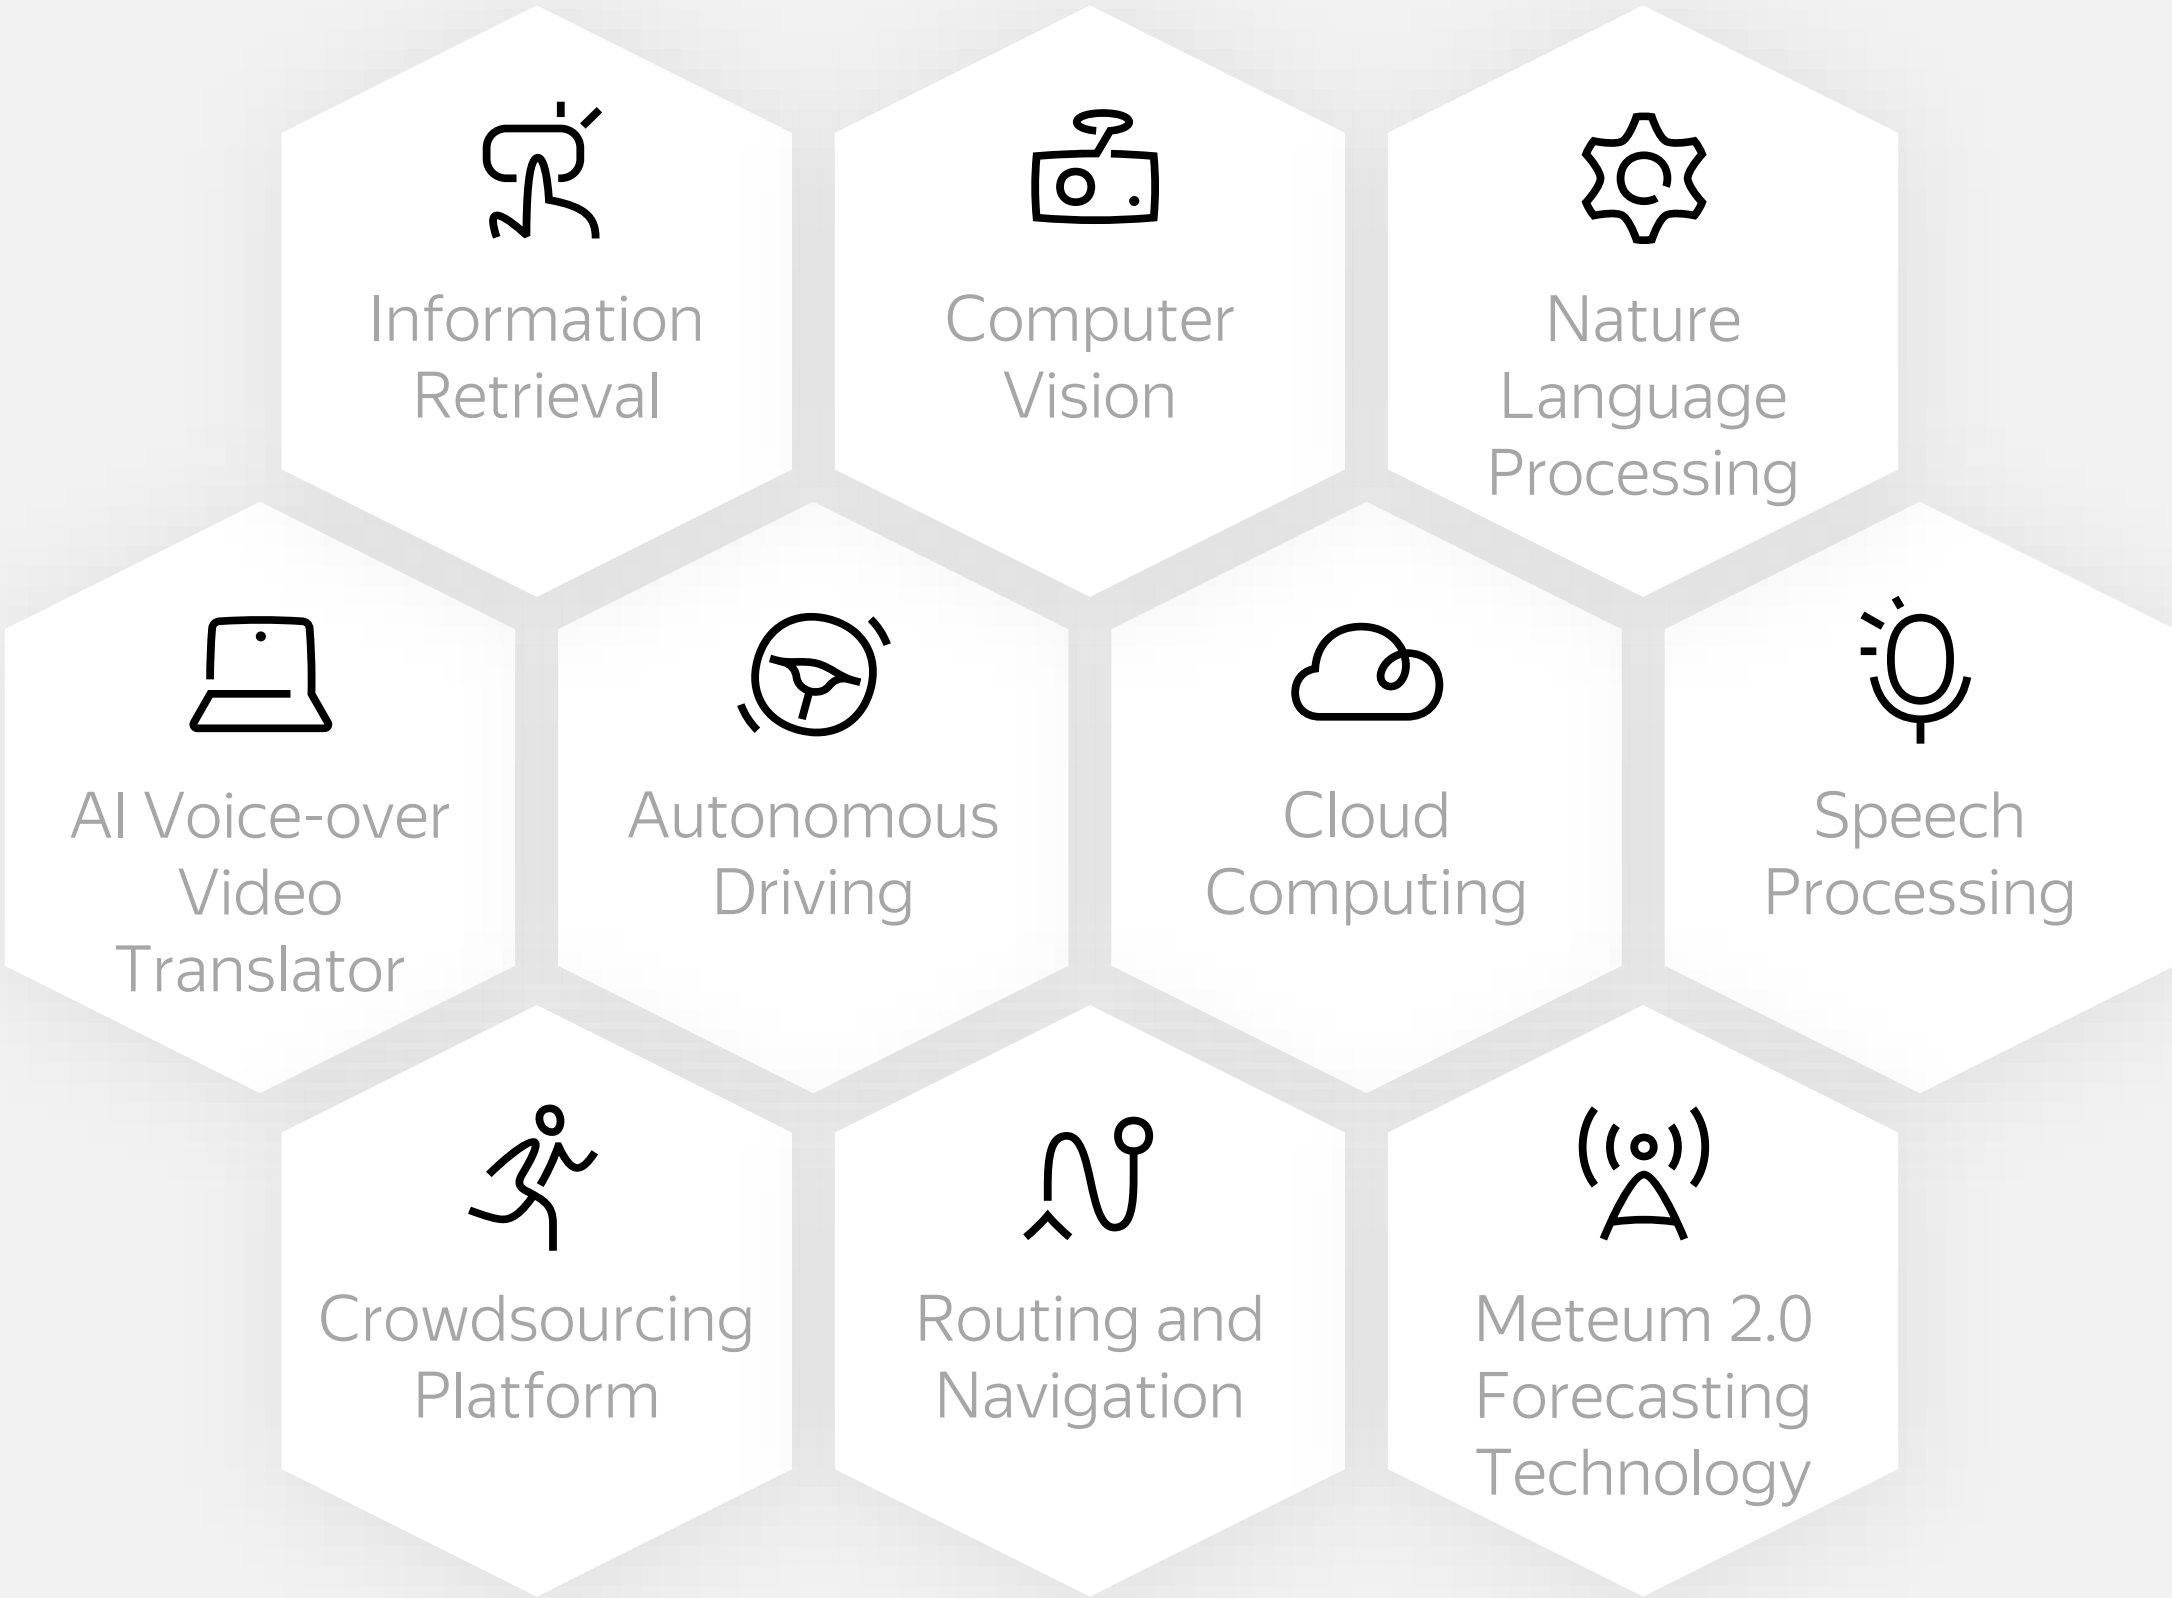 Information
Retrieval
Computer
Vision
Nature
Language
Processing
AI Voice-over
Video
Translator
Autonomous
Driving
Cloud
Computing
Speech
Processing
Crowdsourcing
Platform
Routing and
Navigation
Meteum 2.0
Forecasting
Technology